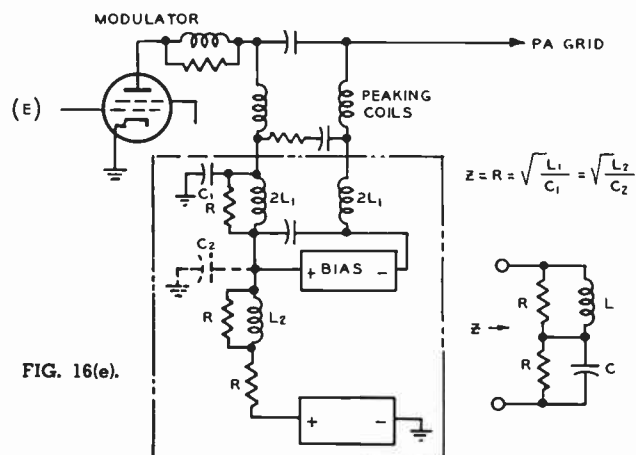 MODULATOR
PA GRID
(E)
PEAKING
COILS
C₁
R
2L₁
2L₁
Z = R = √L₁/C₁ = √L₂/C₂
C₂
+ BIAS -
R
L₂
R
R
L
Z →
R
C
FIG. 16(e).
+ -